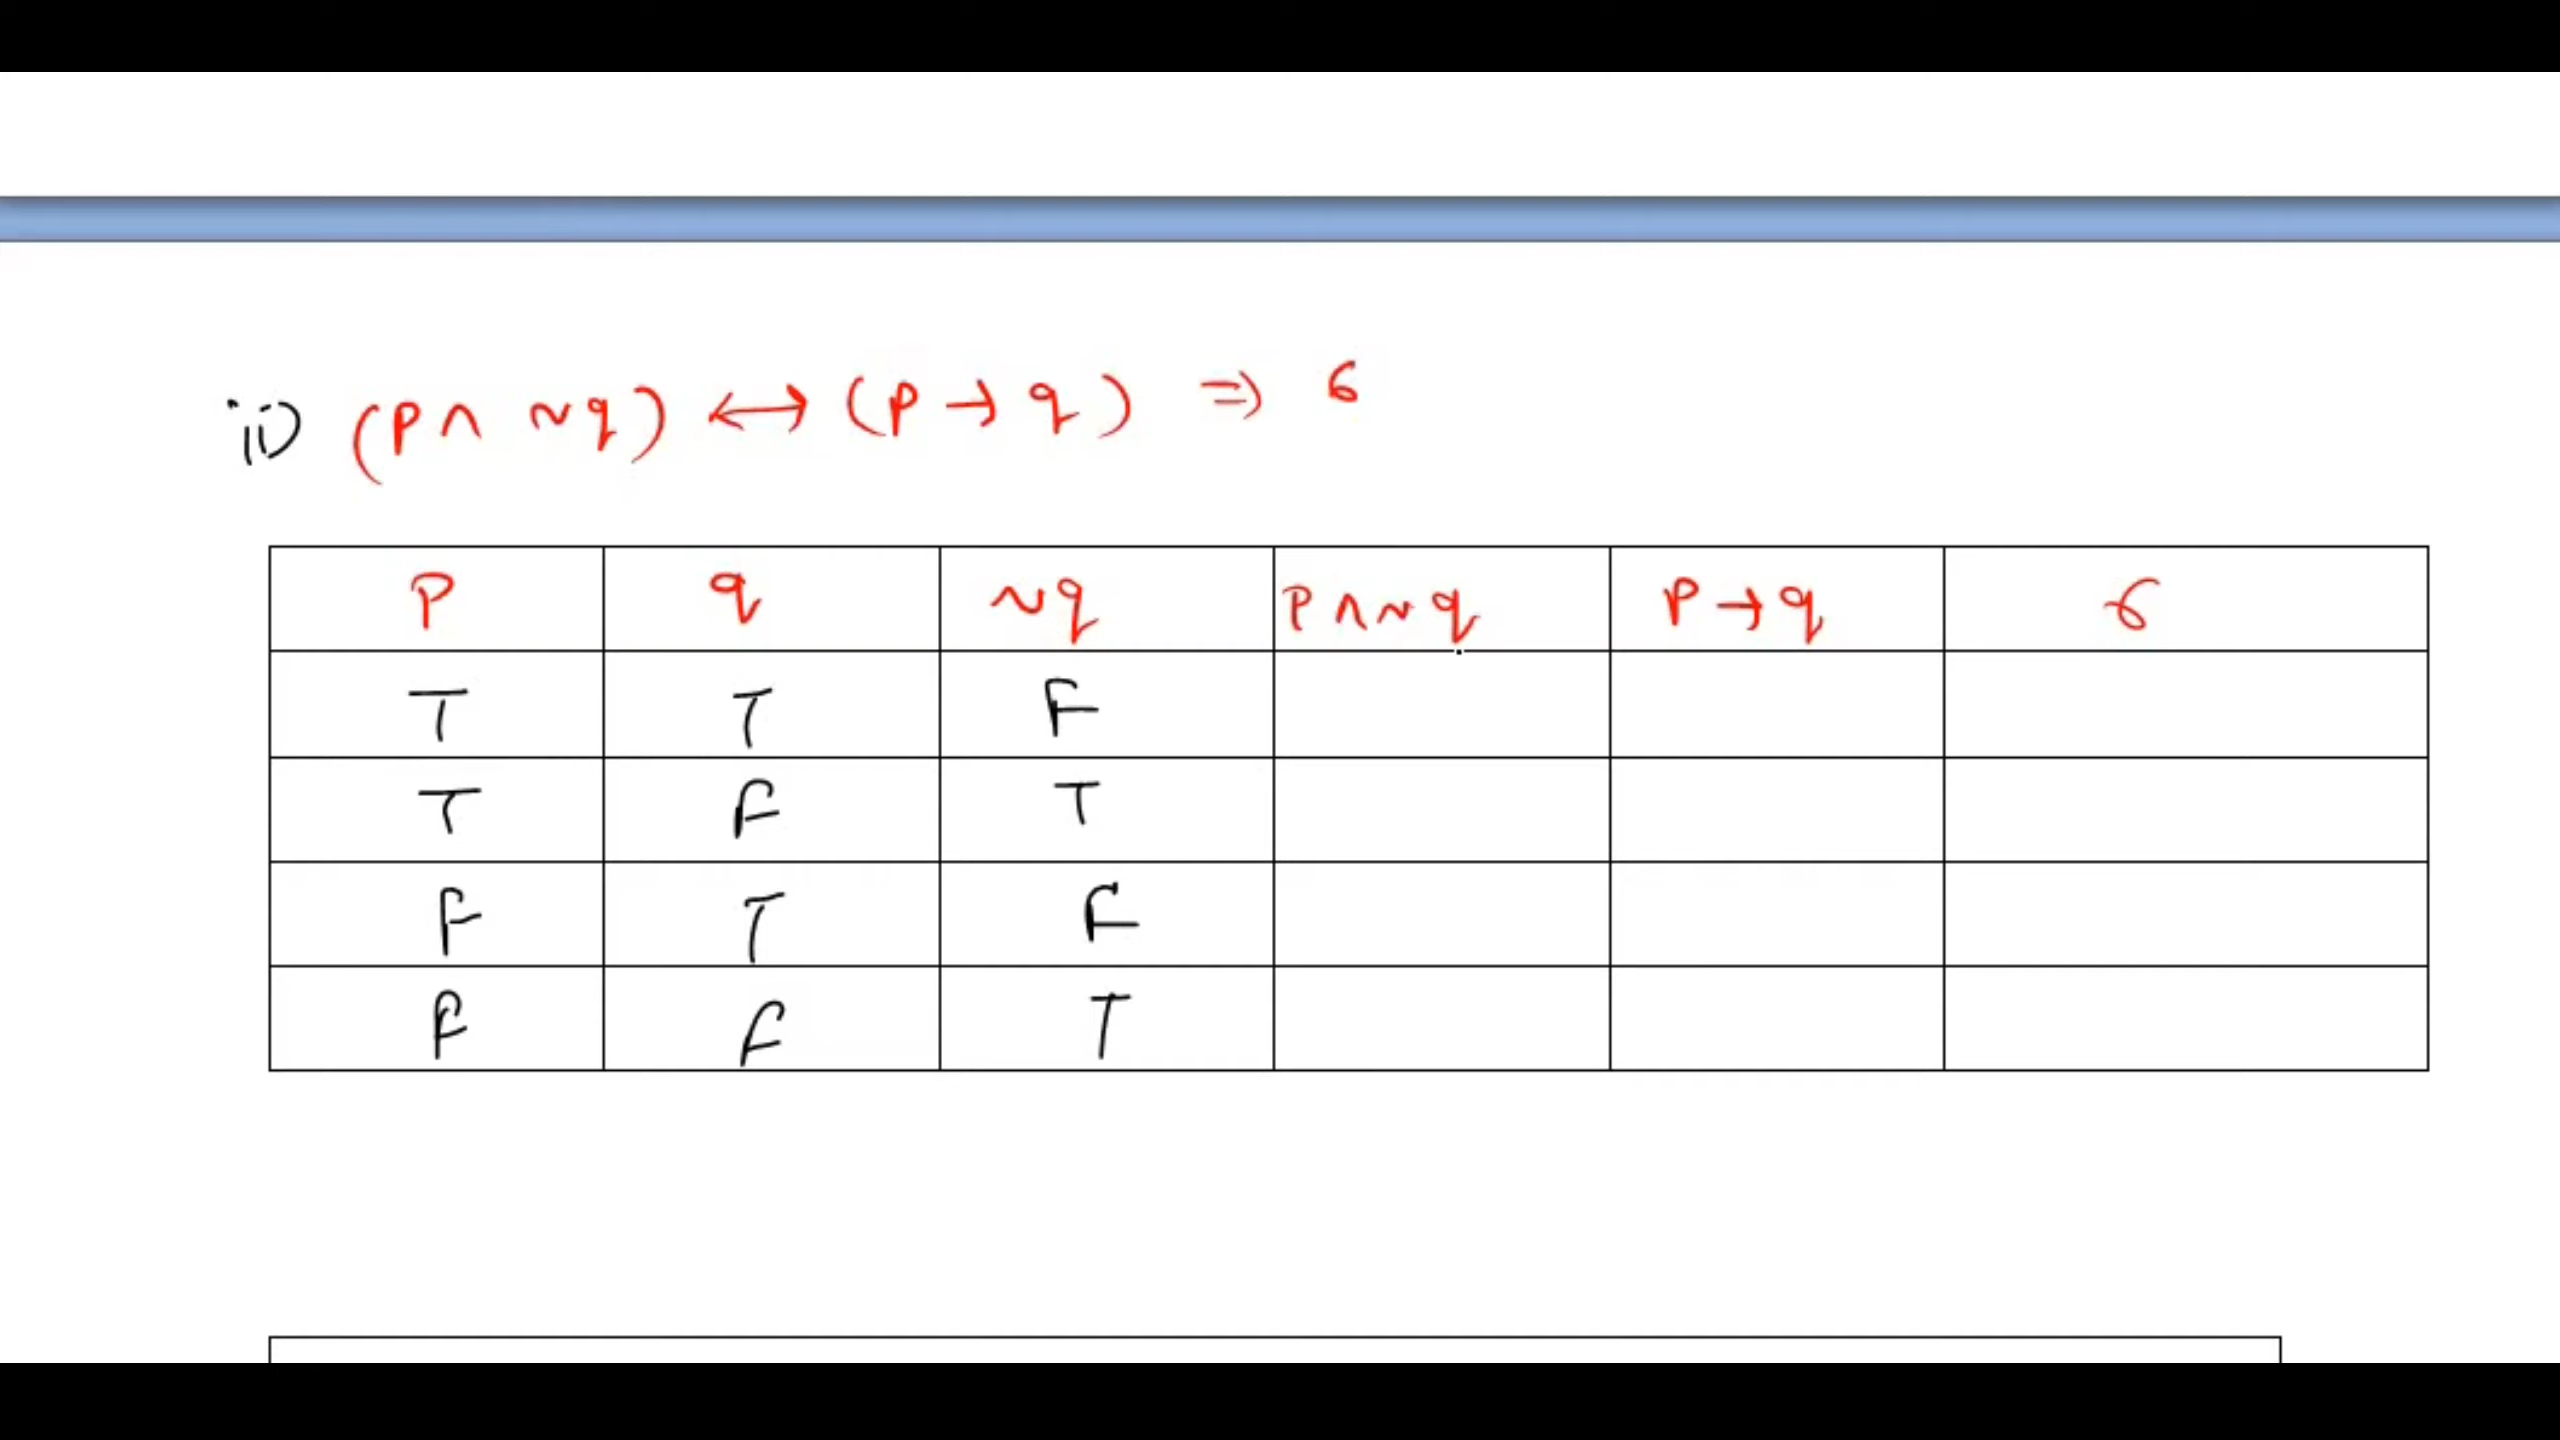 ii) (P ∧ ~q) ↔ (P → q) ⇒ 6
P q ~q P ∧ ~q P → q 6
T T F
T F T
F T F
F F T